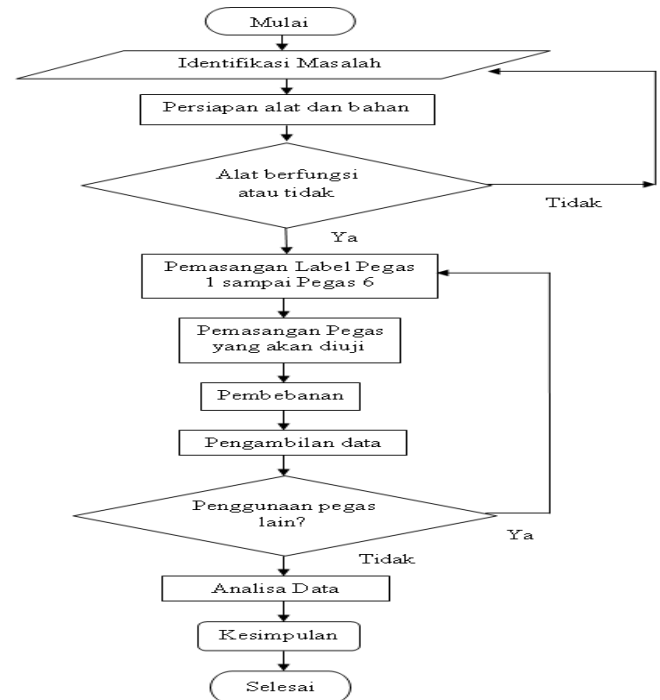 Mulai
Identifikasi Masalah
Persiapan alat dan bahan
Alat berfungsi
atau tidak
Tidak
Ya
Pemasangan Label Pegas
1 sampai Pegas 6
Pemasangan Pegas
yang akan diuji
Pembebanan
Pengambilan data
Penggunaan pegas
lain?
Ya
Tidak
Analisa Data
Kesimpulan
Selesai